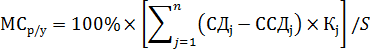 МС_{р/у} = 100% × [∑_{j=1}^{n} (СД_j − ССД_j) × К_j] /S